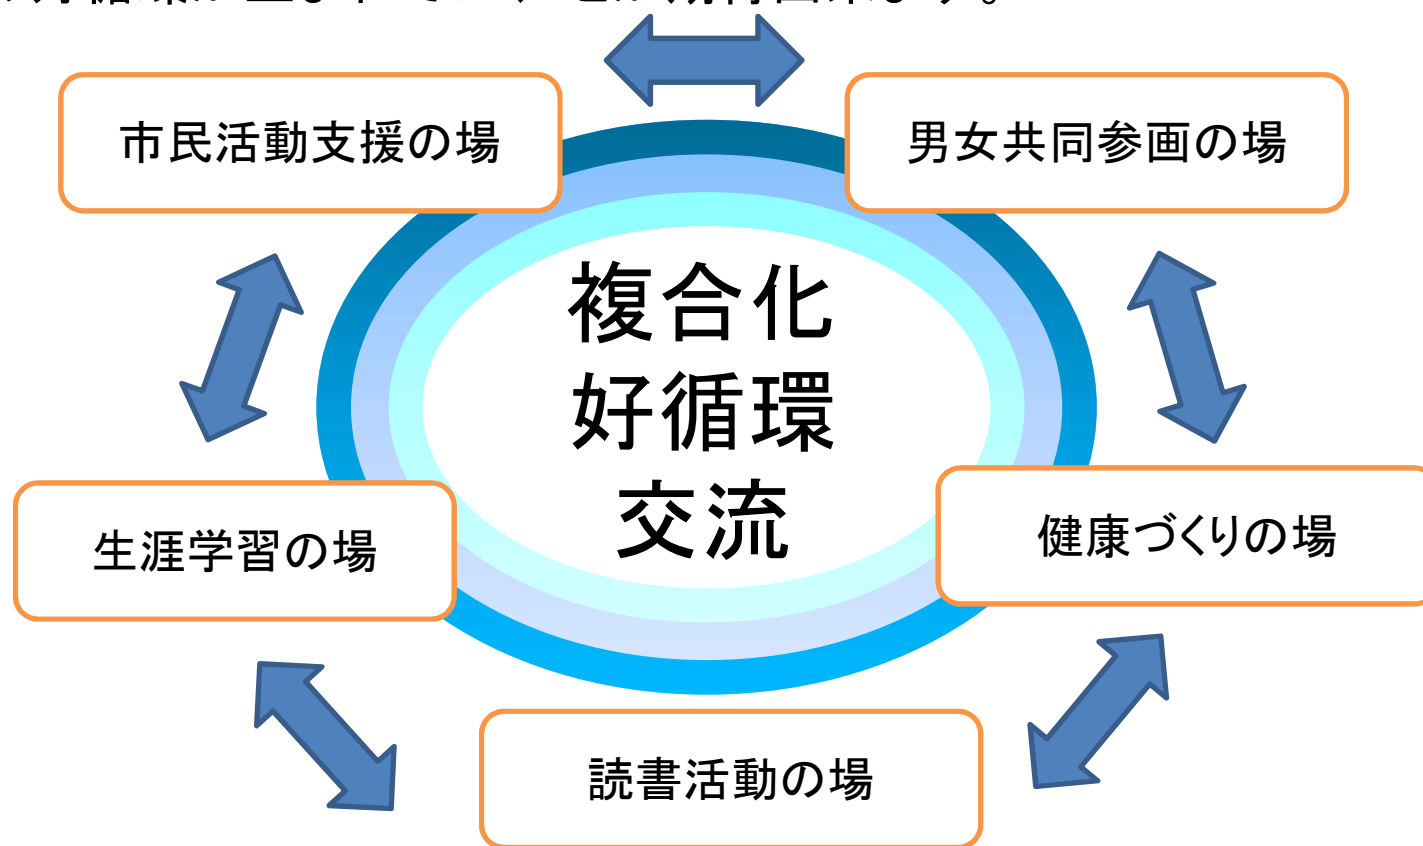 市民活動支援の場
男女共同参画の場
複合化
好循環
交流
生涯学習の場
健康づくりの場
読書活動の場